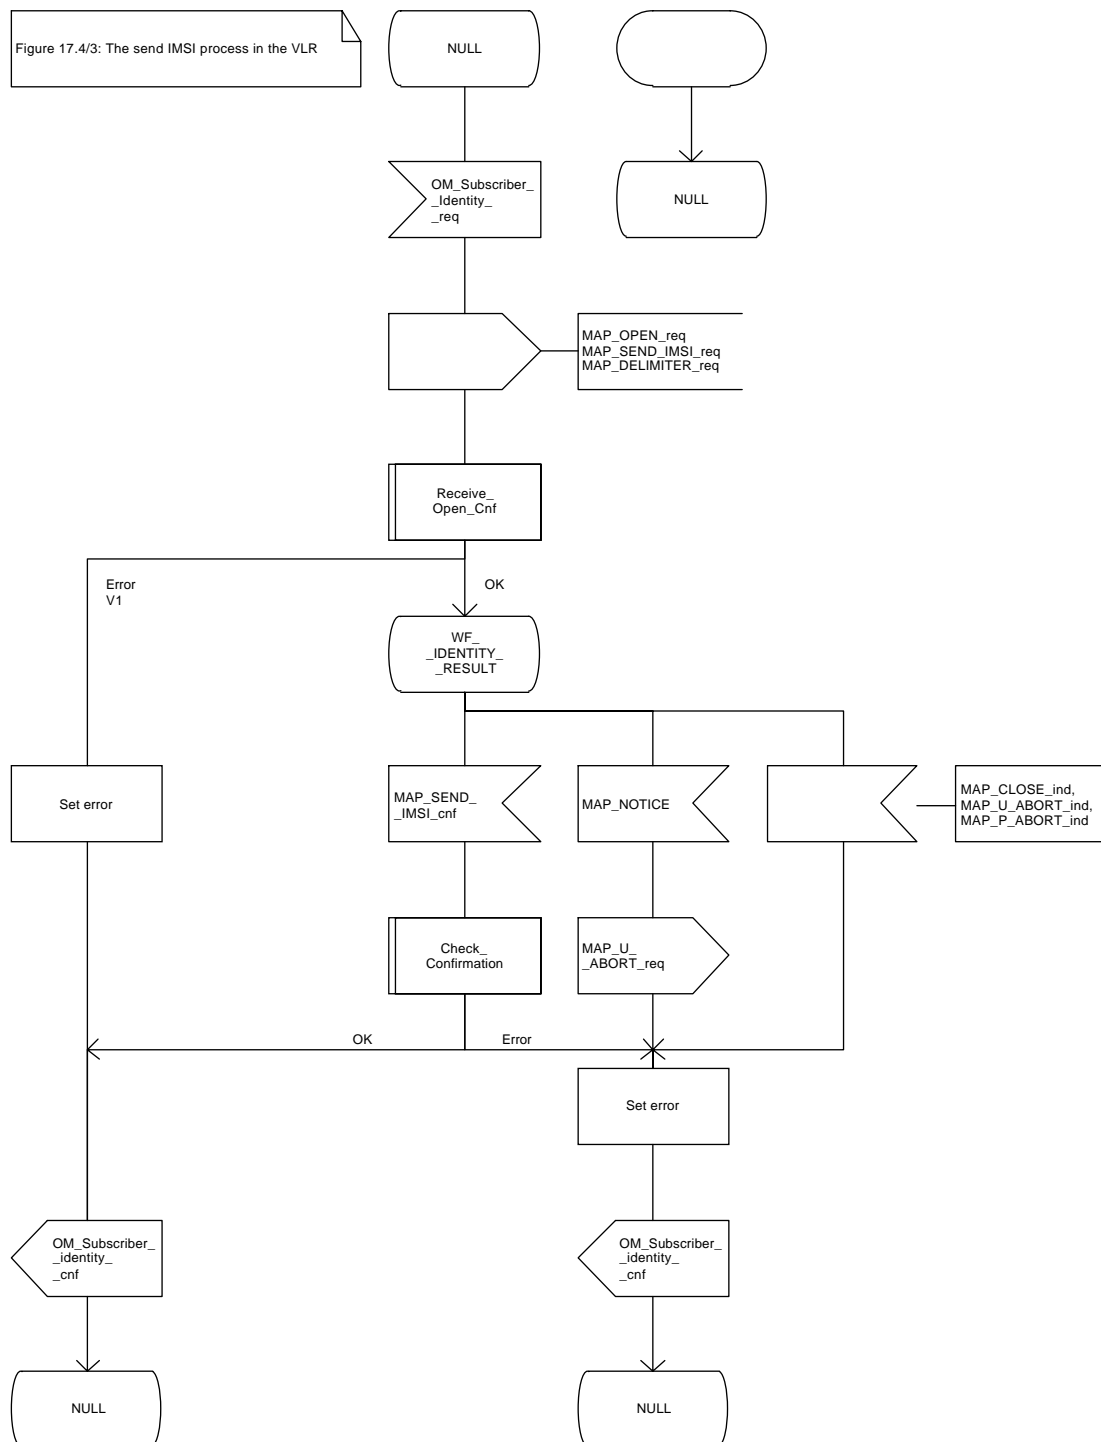 Figure 17.4/3: The send IMSI process in the VLR
NULL
OM_Subscriber_
_Identity_
_req
NULL
MAP_OPEN_req
MAP_SEND_IMSI_req
MAP_DELIMITER_req
Receive_
Open_Cnf
Error
V1
OK
WF_
_IDENTITY_
_RESULT
Set error
MAP_SEND_
_IMSI_cnf
MAP_NOTICE
MAP_CLOSE_ind,
MAP_U_ABORT_ind,
MAP_P_ABORT_ind
Check_
Confirmation
MAP_U_
_ABORT_req
OK
Error
Set error
OM_Subscriber_
_identity_
_cnf
OM_Subscriber_
_identity_
_cnf
NULL
NULL